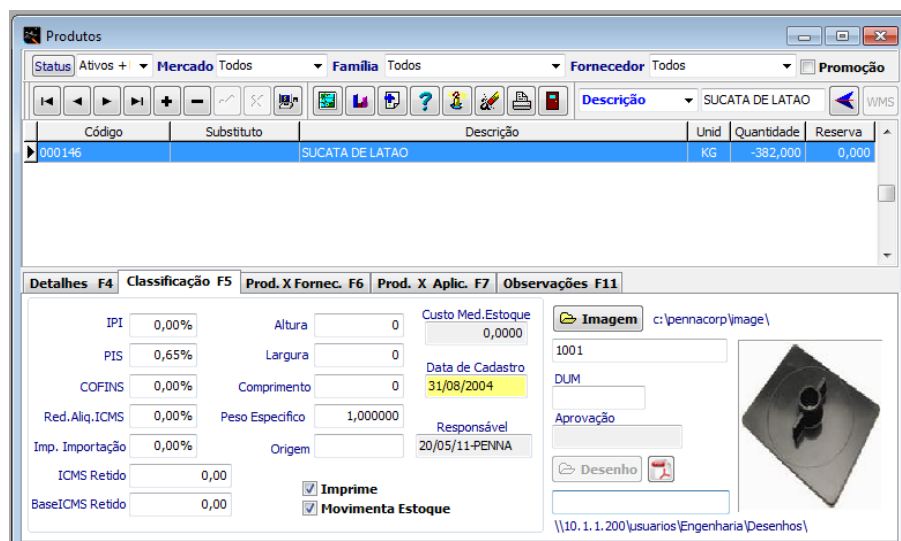 Produtos
Status Ativos + Mercado Todos Família Todos Fornecedor Todos Promoção
Descrição SUCATA DE LATAO WMS
Código Substituto Descrição Unid Quantidade Reserva
000146 SUCATA DE LATAO KG -382,000 0,000
Detalhes F4 Classificação F5 Prod. X Fornec. F6 Prod. X Aplic. F7 Observações F11
IPI 0,00% Altura 0 Custo Med.Estoque 0,0000 Imagem c:\pennacorp\image\
PIS 0,65% Largura 0 Data de Cadastro 1001
COFINS 0,00% Comprimento 0 31/08/2004 DUM
Red.Aliq.ICMS 0,00% Peso Especifico 1,000000 Responsável Aprovação
Imp. Importação 0,00% Origem 20/05/11-PENNA
ICMS Retido 0,00 Imprime Desenho
BaseICMS Retido 0,00 Movimenta Estoque
\\10.1.1.200\usuarios\Engenharia\Desenhos\